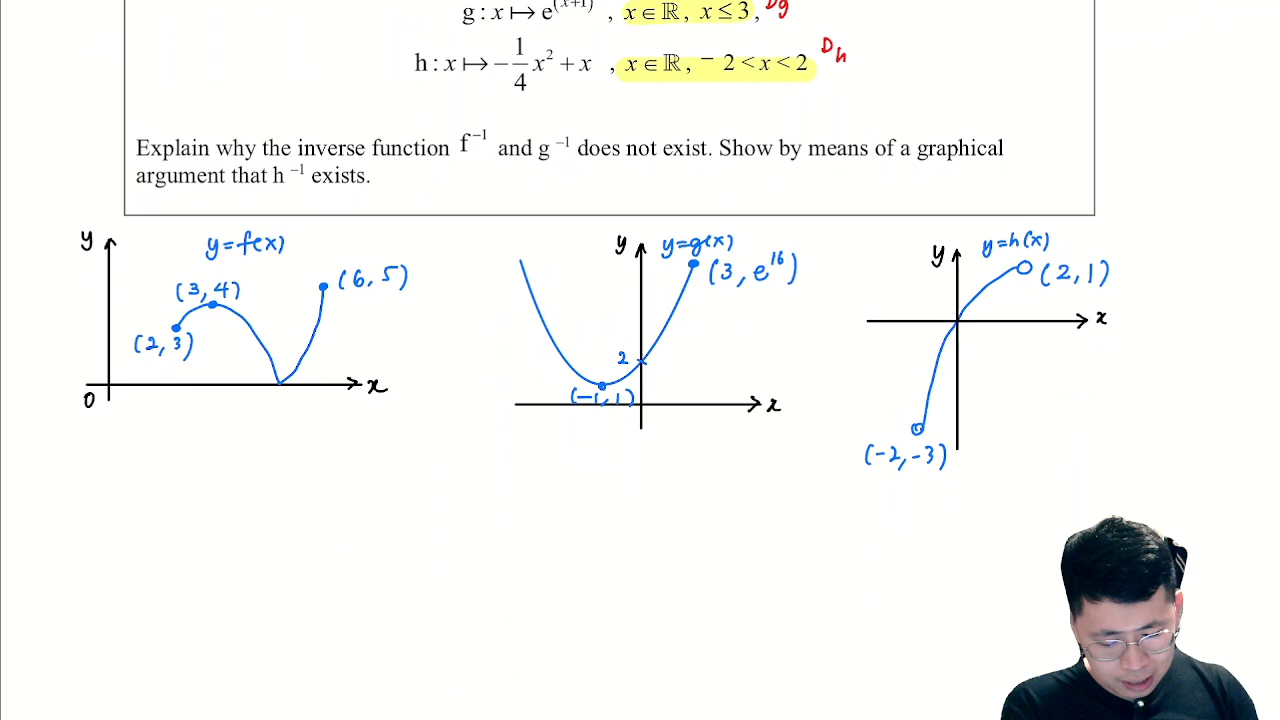 g : x ↦ e^(x+1) , x ∈ ℝ, x ≤ 3, Dg
h : x ↦ −1/4 x² + x , x ∈ ℝ, − 2 < x < 2 Dh
Explain why the inverse function f⁻¹ and g⁻¹ does not exist. Show by means of a graphical
argument that h⁻¹ exists.
y y=f(x)
(3,4)
(6,5)
(2,3)
x
0
y y=g(x)
(3, e¹⁶)
2
(-1,1)
x
y y=h(x)
(2,1)
x
(-2,-3)